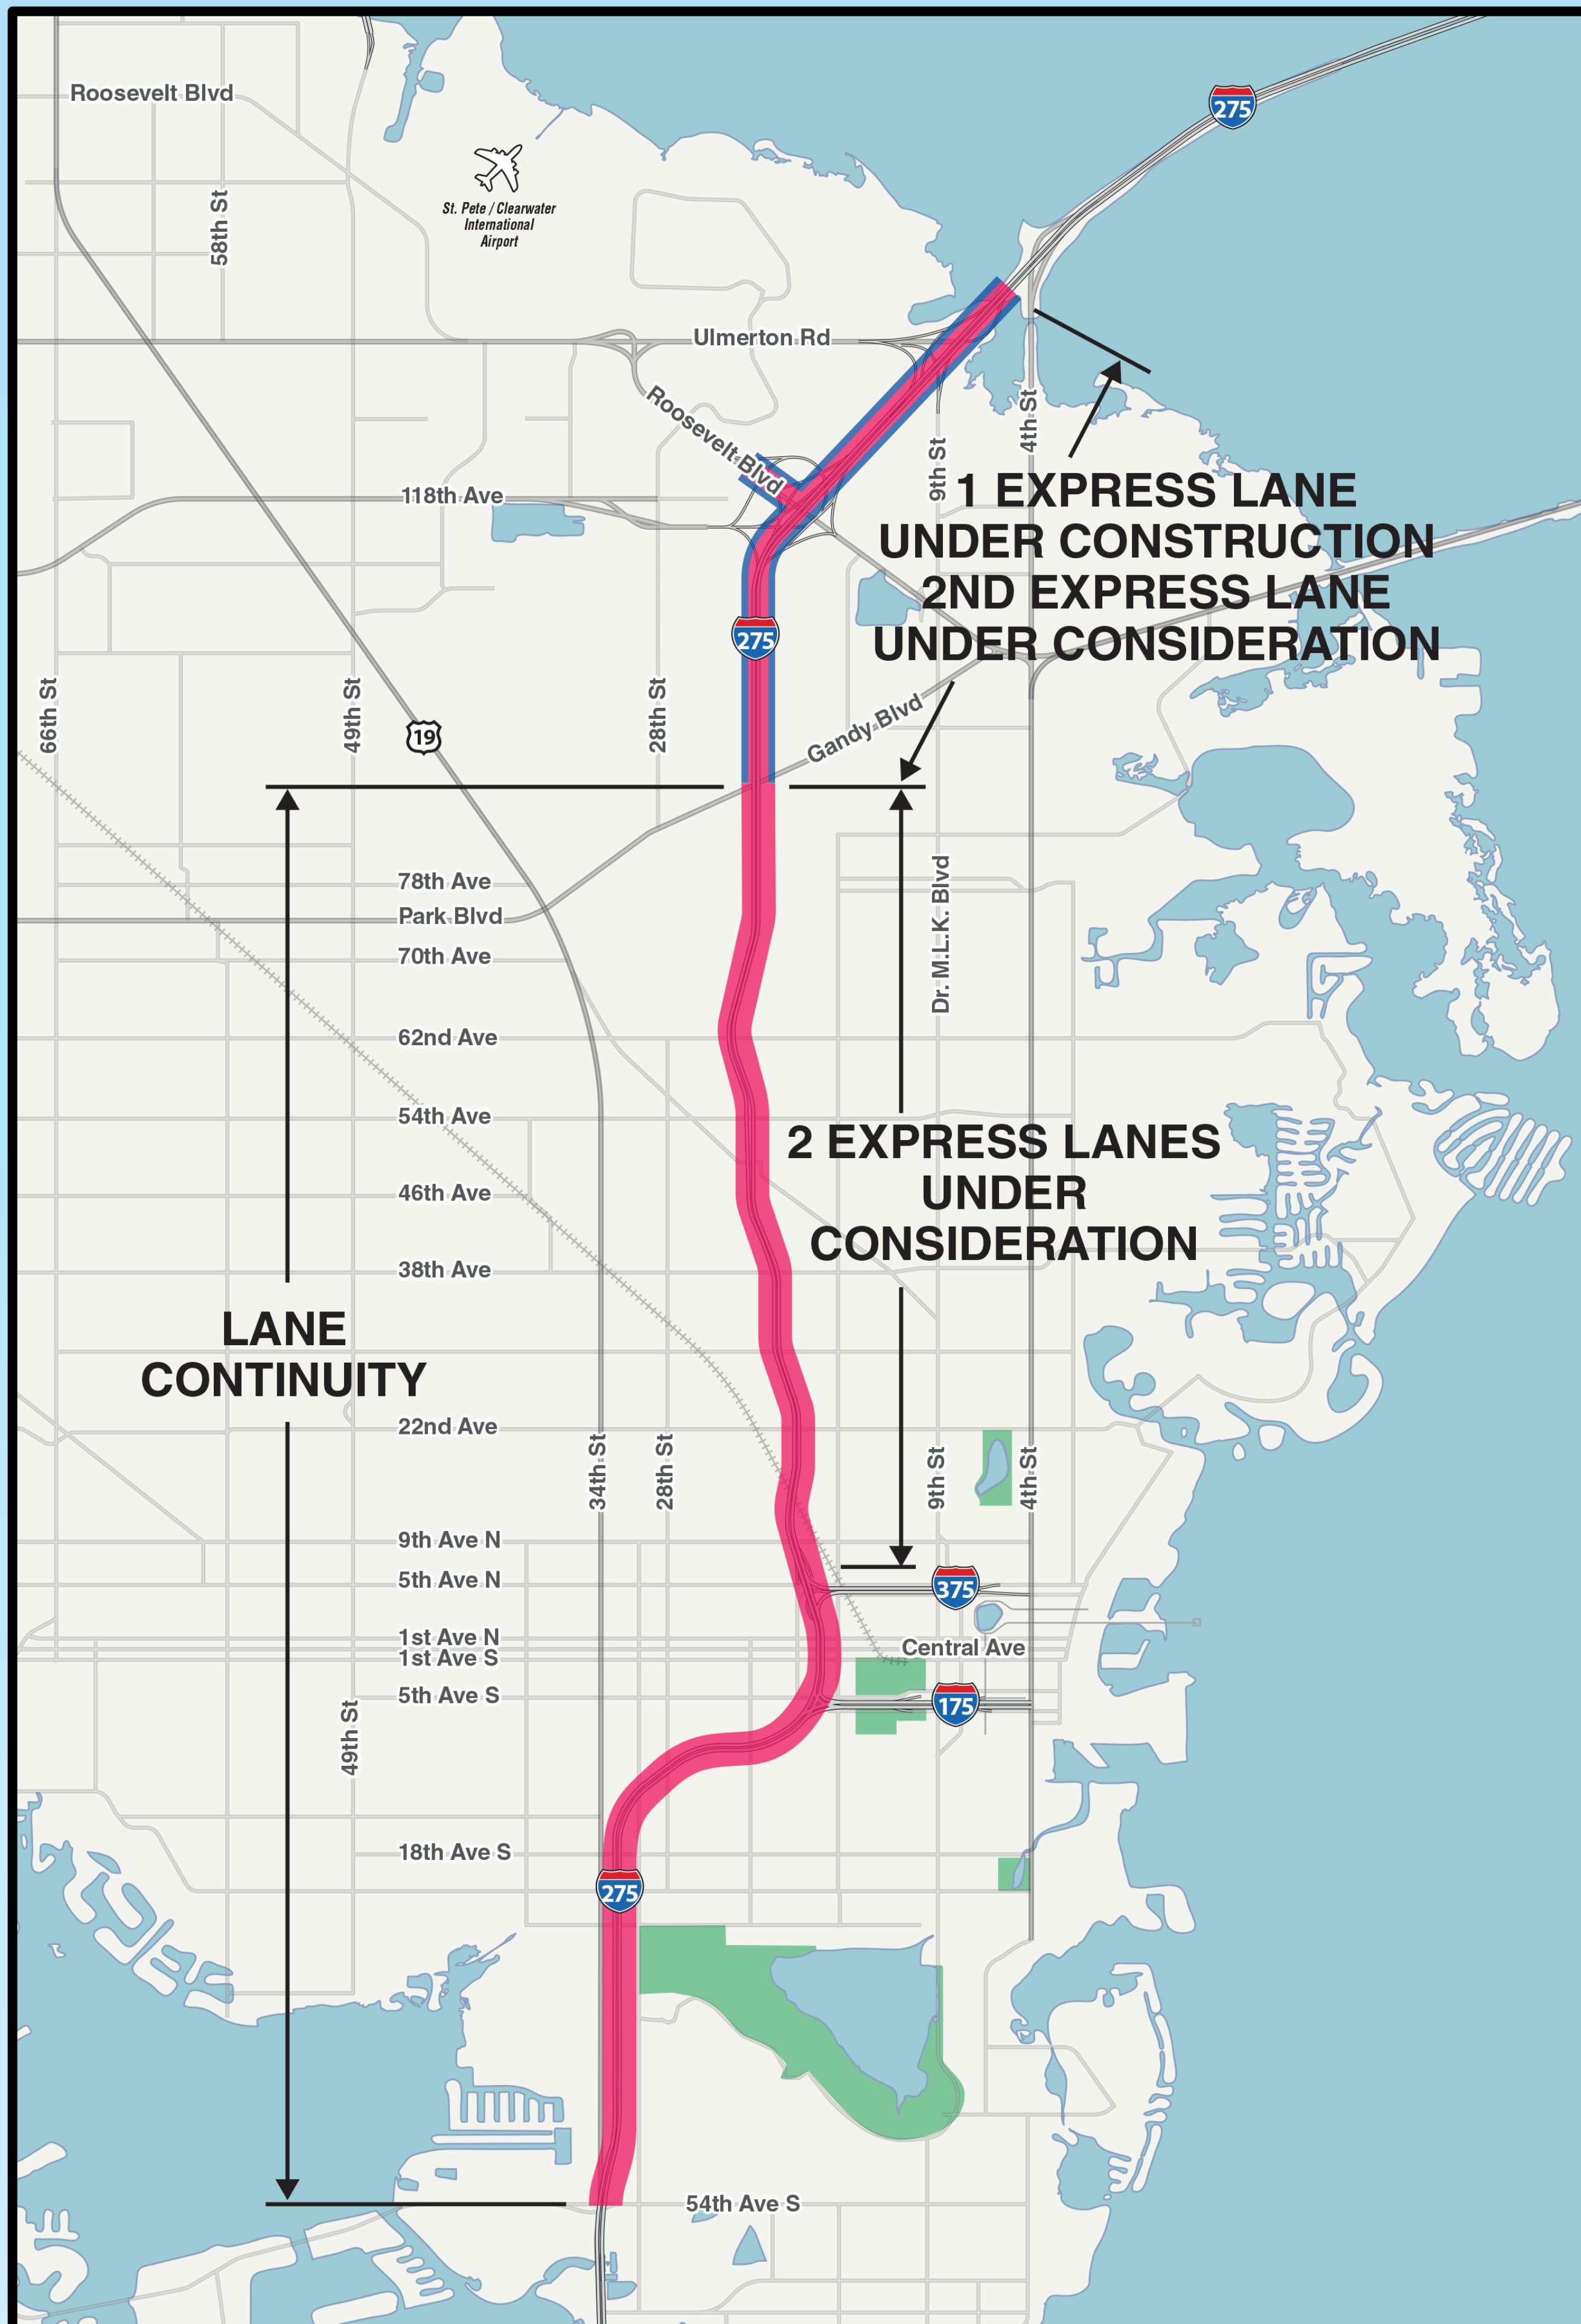 275
Roosevelt Blvd
58th St
St. Pete / Clearwater
International
Airport
Ulmerton Rd
Roosevelt Blvd
4th St
9th St
118th Ave
1 EXPRESS LANE
UNDER CONSTRUCTION
2ND EXPRESS LANE
UNDER CONSIDERATION
275
66th St
49th St
19
28th St
Gandy Blvd
78th Ave
Park Blvd
70th Ave
Dr. M.L.K. Blvd
62nd Ave
54th Ave
2 EXPRESS LANES
UNDER
CONSIDERATION
46th Ave
38th Ave
LANE
CONTINUITY
22nd Ave
34th St
28th St
9th St
4th St
9th Ave N
5th Ave N
375
1st Ave N
Central Ave
1st Ave S
5th Ave S
175
49th St
18th Ave S
275
54th Ave S